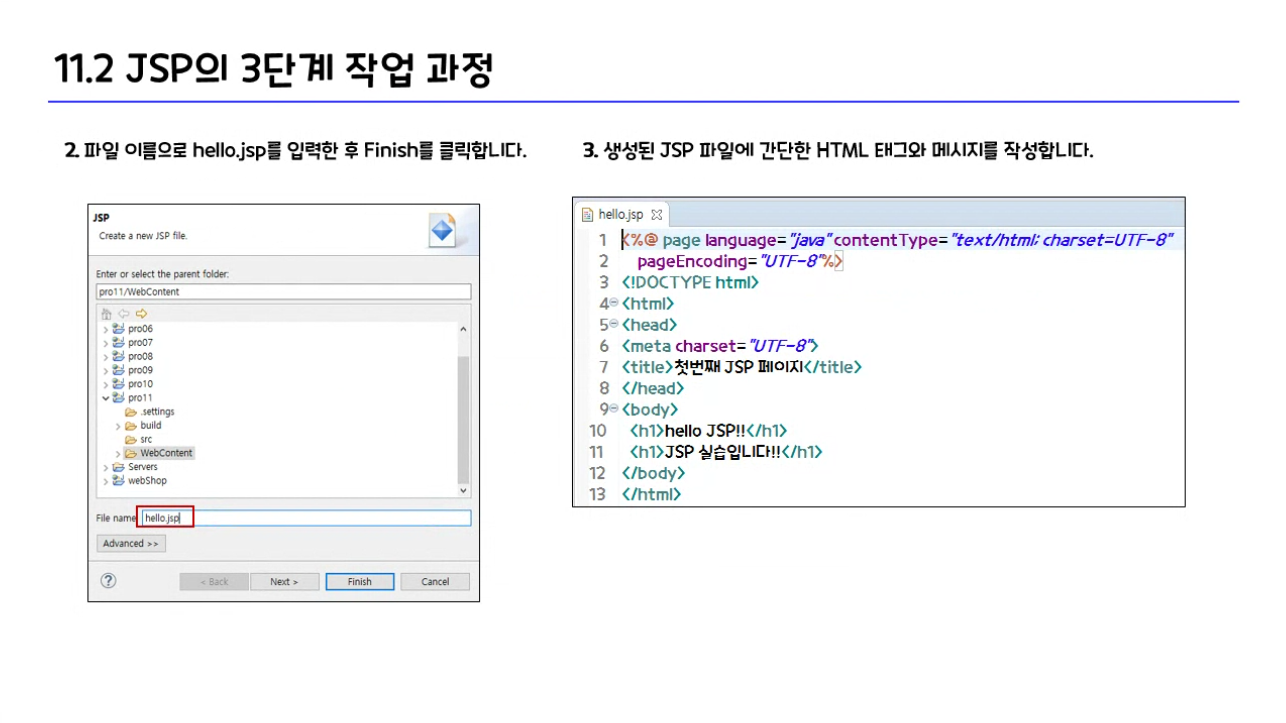 11.2 JSP의 3단계 작업 과정
2. 파일 이름으로 hello.jsp를 입력한 후 Finish를 클릭합니다.
JSP
Create a new JSP file.
Enter or select the parent folder:
pro11/WebContent
pro06
pro07
pro08
pro09
pro10
pro11
.settings
build
src
WebContent
Servers
webShop
File name
hello.jsp
Advanced >>
< Back
Next >
Finish
Cancel
3. 생성된 JSP 파일에 간단한 HTML 태그와 메시지를 작성합니다.
hello.jsp
1 <%@ page language="java" contentType="text/html; charset=UTF-8"
2 pageEncoding="UTF-8"%>
3 <!DOCTYPE html>
4 <html>
5 <head>
6 <meta charset="UTF-8">
7 <title>첫번째 JSP 페이지</title>
8 </head>
9 <body>
10 <h1>hello JSP!!</h1>
11 <h1>JSP 실습입니다!!</h1>
12 </body>
13 </html>